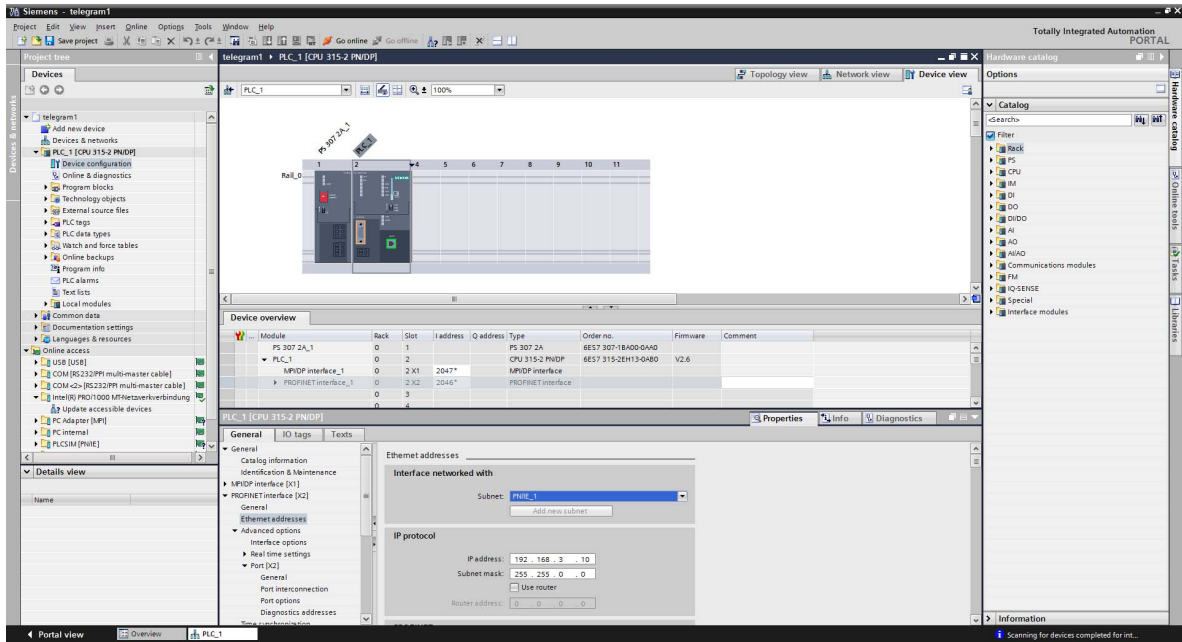 Siemens - telegram1
Project Edit View Insert Online Options Tools Window Help
Save project Go online Go offline
Totally Integrated Automation
PORTAL
Project tree
Devices
Devices & networks
telegram1
Add new device
Devices & networks
PLC_1 [CPU 315-2 PN/DP]
Device configuration
Online & diagnostics
Program blocks
Technology objects
External source files
PLC tags
PLC data types
Watch and force tables
Online backups
Program info
PLC alarms
Text lists
Local modules
Common data
Documentation settings
Languages & resources
Online access
USB [USB]
COM [RS232/PPI multi-master cable]
COM <2> [RS232/PPI multi-master cable]
Intel(R) PRO/1000 MT-Netzwerkverbindung
Update accessible devices
PC Adapter [MPI]
PC internal
PLCSIM [PN/IE]
Details view
Name
telegram1 PLC_1 [CPU 315-2 PN/DP]
Topology view Network view Device view
PLC_1 100%
PS 307 2A_1
PLC_1
1 2 4 5 6 7 8 9 10 11
Rail_0
SIEMENS
Device overview
... Module Rack Slot I address Q address Type Order no. Firmware Comment
PS 307 2A_1 0 1 PS 307 2A 6ES7 307-1BA00-0AA0
PLC_1 0 2 CPU 315-2 PN/DP 6ES7 315-2EH13-0AB0 V2.6
MPI/DP interface_1 0 2 X1 2047* MPI/DP interface
PROFINET interface_1 0 2 X2 2046* PROFINET interface
0 3
0 4
PLC_1 [CPU 315-2 PN/DP]
Properties Info Diagnostics
General IO tags Texts
General
Catalog information
Identification & Maintenance
MPI/DP interface [X1]
PROFINET interface [X2]
General
Ethernet addresses
Advanced options
Interface options
Real time settings
Port [X2]
General
Port interconnection
Port options
Diagnostics addresses
Time synchronization
Ethernet addresses
Interface networked with
Subnet: PN/IE_1
Add new subnet
IP protocol
IP address: 192 . 168 . 3 . 10
Subnet mask: 255 . 255 . 0 . 0
Use router
Router address: 0 . 0 . 0 . 0
Hardware catalog
Options
Catalog
<Search>
Filter
Rack
PS
CPU
IM
DI
DO
DI/DO
AI
AO
AI/AO
Communications modules
FM
IQ-SENSE
Special
Interface modules
Information
Hardware catalog
Online tools
Tasks
Libraries
Portal view Overview PLC_1
Scanning for devices completed for int...